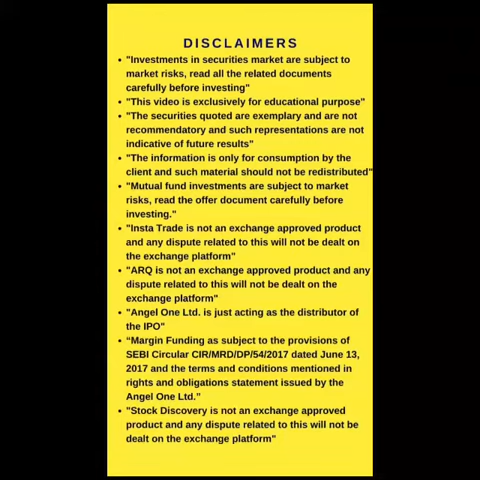 DISCLAIMERS
• "Investments in securities market are subject to
market risks, read all the related documents
carefully before investing"
• "This video is exclusively for educational purpose"
• "The securities quoted are exemplary and are not
recommendatory and such representations are not
indicative of future results"
• "The information is only for consumption by the
client and such material should not be redistributed"
• "Mutual fund investments are subject to market
risks, read the offer document carefully before
investing."
• "Insta Trade is not an exchange approved product
and any dispute related to this will not be dealt on
the exchange platform"
• "ARQ is not an exchange approved product and any
dispute related to this will not be dealt on the
exchange platform"
• "Angel One Ltd. is just acting as the distributor of
the IPO"
• “Margin Funding as subject to the provisions of
SEBI Circular CIR/MRD/DP/54/2017 dated June 13,
2017 and the terms and conditions mentioned in
rights and obligations statement issued by the
Angel One Ltd.”
• "Stock Discovery is not an exchange approved
product and any dispute related to this will not be
dealt on the exchange platform"